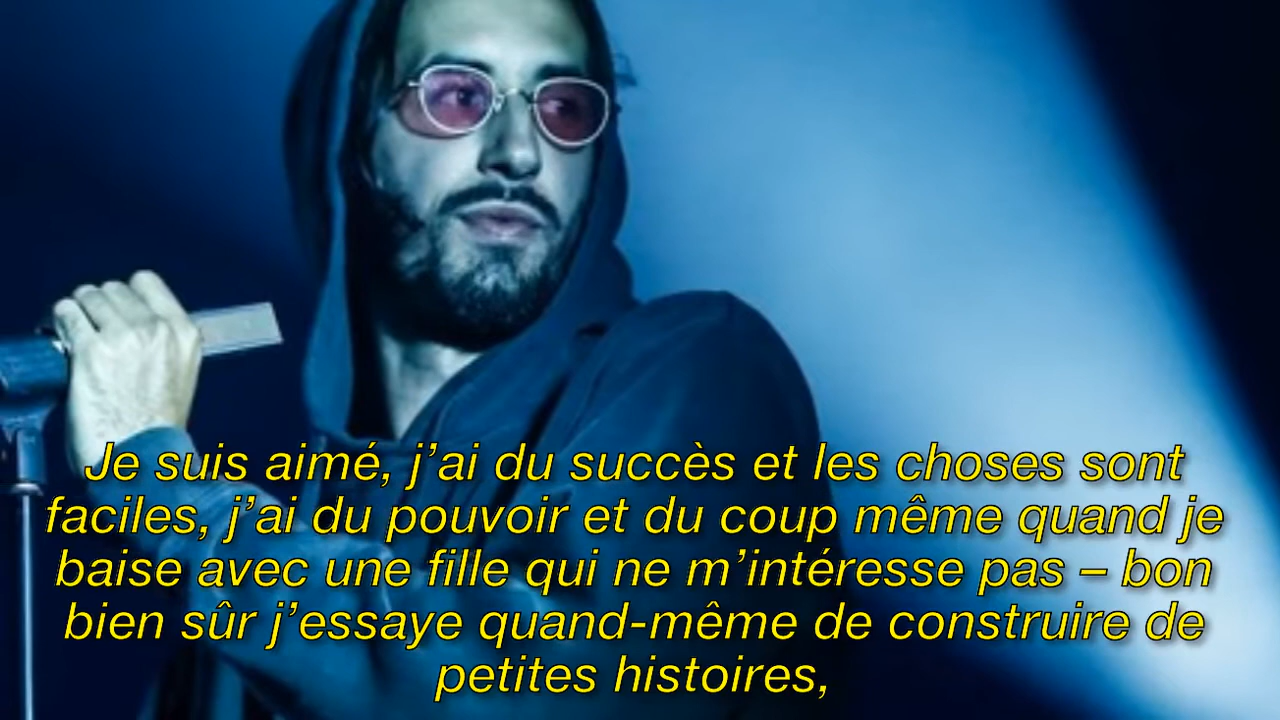 Je suis aimé, j’ai du succès et les choses sont
faciles, j’ai du pouvoir et du coup même quand je
baise avec une fille qui ne m’intéresse pas – bon
bien sûr j’essaye quand-même de construire de
petites histoires,